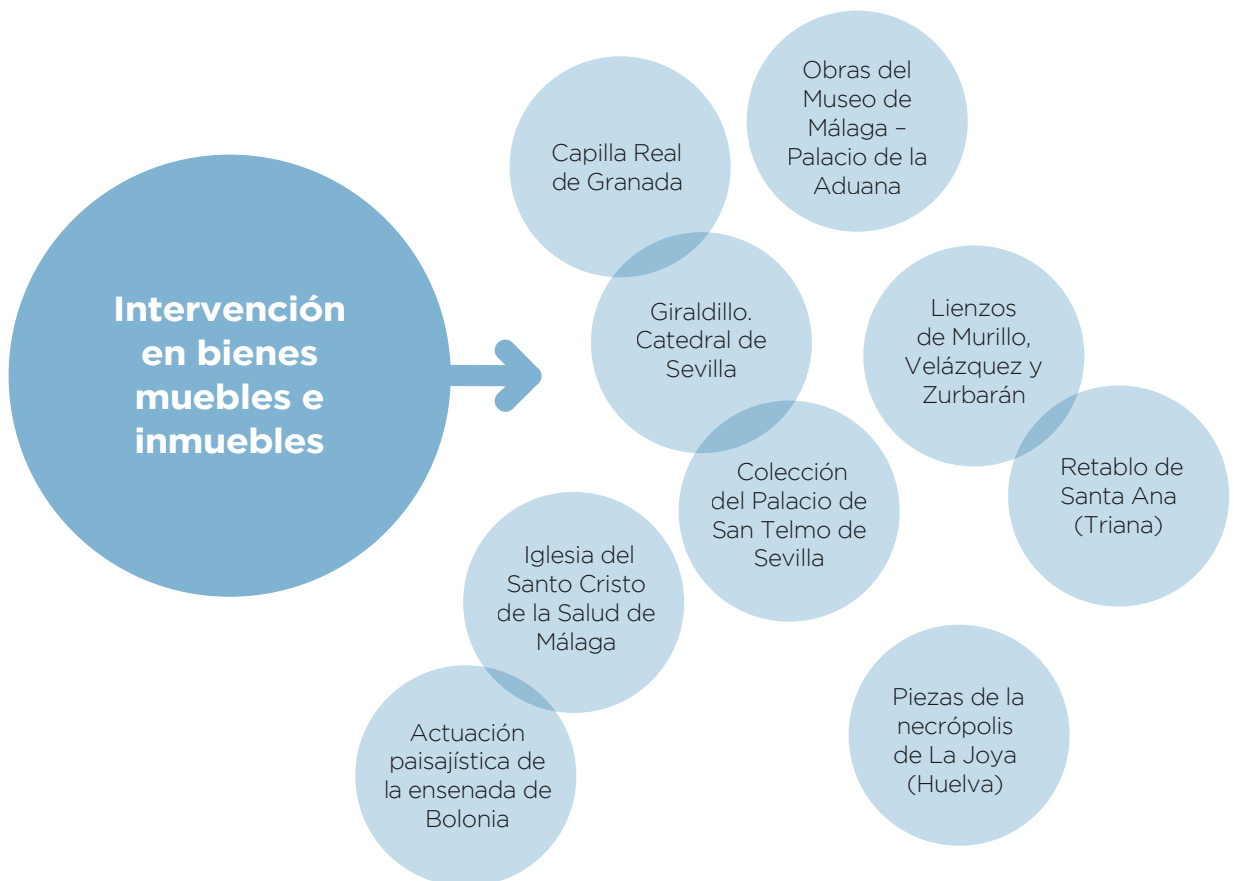 Intervención
en bienes
muebles e
inmuebles
Obras del
Museo de
Málaga –
Palacio de la
Aduana
Capilla Real
de Granada
Giraldillo.
Catedral de
Sevilla
Lienzos
de Murillo,
Velázquez y
Zurbarán
Colección
del Palacio de
San Telmo de
Sevilla
Retablo de
Santa Ana
(Triana)
Iglesia del
Santo Cristo
de la Salud de
Málaga
Piezas de la
necrópolis
de La Joya
(Huelva)
Actuación
paisajística de
la ensenada de
Bolonia